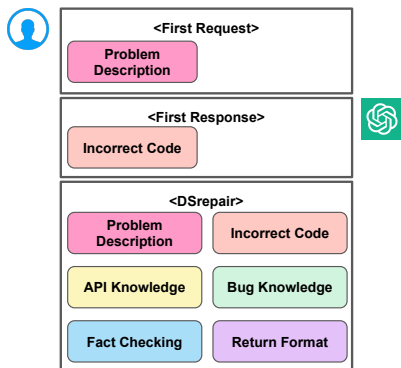 <First Request>
Problem
Description
<First Response>
Incorrect Code
<DSrepair>
Problem
Description
Incorrect Code
API Knowledge
Bug Knowledge
Fact Checking
Return Format